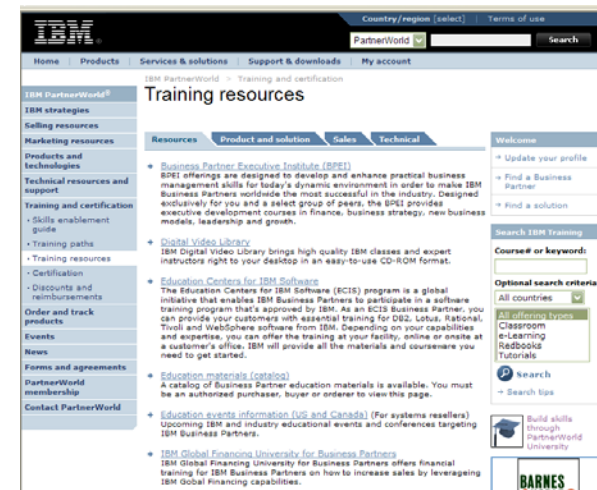 Country/region [select] | Terms of use
IBM®
PartnerWorld
Search
Home | Products | Services & solutions | Support & downloads | My account
IBM PartnerWorld > Training and certification
Training resources
IBM PartnerWorld®
IBM strategies
Selling resources
Marketing resources
Products and
technologies
Technical resources and
support
Training and certification
· Skills enablement
guide
· Training paths
· Training resources
· Certification
· Discounts and
reimbursements
Order and track
products
Events
News
Forms and agreements
PartnerWorld
membership
Contact PartnerWorld
Resources Product and solution Sales Technical
Business Partner Executive Institute (BPEI)
BPEI offerings are designed to develop and enhance practical business
management skills for today's dynamic environment in order to make IBM
Business Partners worldwide the most successful in the industry. Designed
exclusively for you and a select group of peers, the BPEI provides
executive development courses in finance, business strategy, new business
models, leadership and growth.
Digital Video Library
IBM Digital Video Library brings high quality IBM classes and expert
instructors right to your desktop in an easy-to-use CD-ROM format.
Education Centers for IBM Software
The Education Centers for IBM Software (ECIS) program is a global
initiative that enables IBM Business Partners to participate in a software
training program that's approved by IBM. As an ECIS Business Partner, you
can provide your customers with essential training for DB2, Lotus, Rational,
Tivoli and WebSphere software from IBM. Depending on your capabilities
and expertise, you can offer the training at your facility, online or onsite at
a customer's office. IBM will provide all the materials and courseware you
need to get started.
Education materials (catalog)
A catalog of Business Partner education materials is available. You must
be an authorized purchaser, buyer or orderer to view this page.
Education events information (US and Canada) (For systems resellers)
Upcoming IBM and industry educational events and conferences targeting
IBM Business Partners.
IBM Global Financing University for Business Partners
IBM Global Financing University for Business Partners offers financial
training for IBM Business Partners on how to increase sales by leverageing
IBM Gobal Financing capabilities.
Welcome
Update your profile
Find a Business
Partner
Find a solution
Search IBM Training
Course# or keyword:
Optional search criteria
All countries
All offering types
Classroom
e-Learning
Redbooks
Tutorials
Search
Search tips
Build skills
through
PartnerWorld
University
BARNES